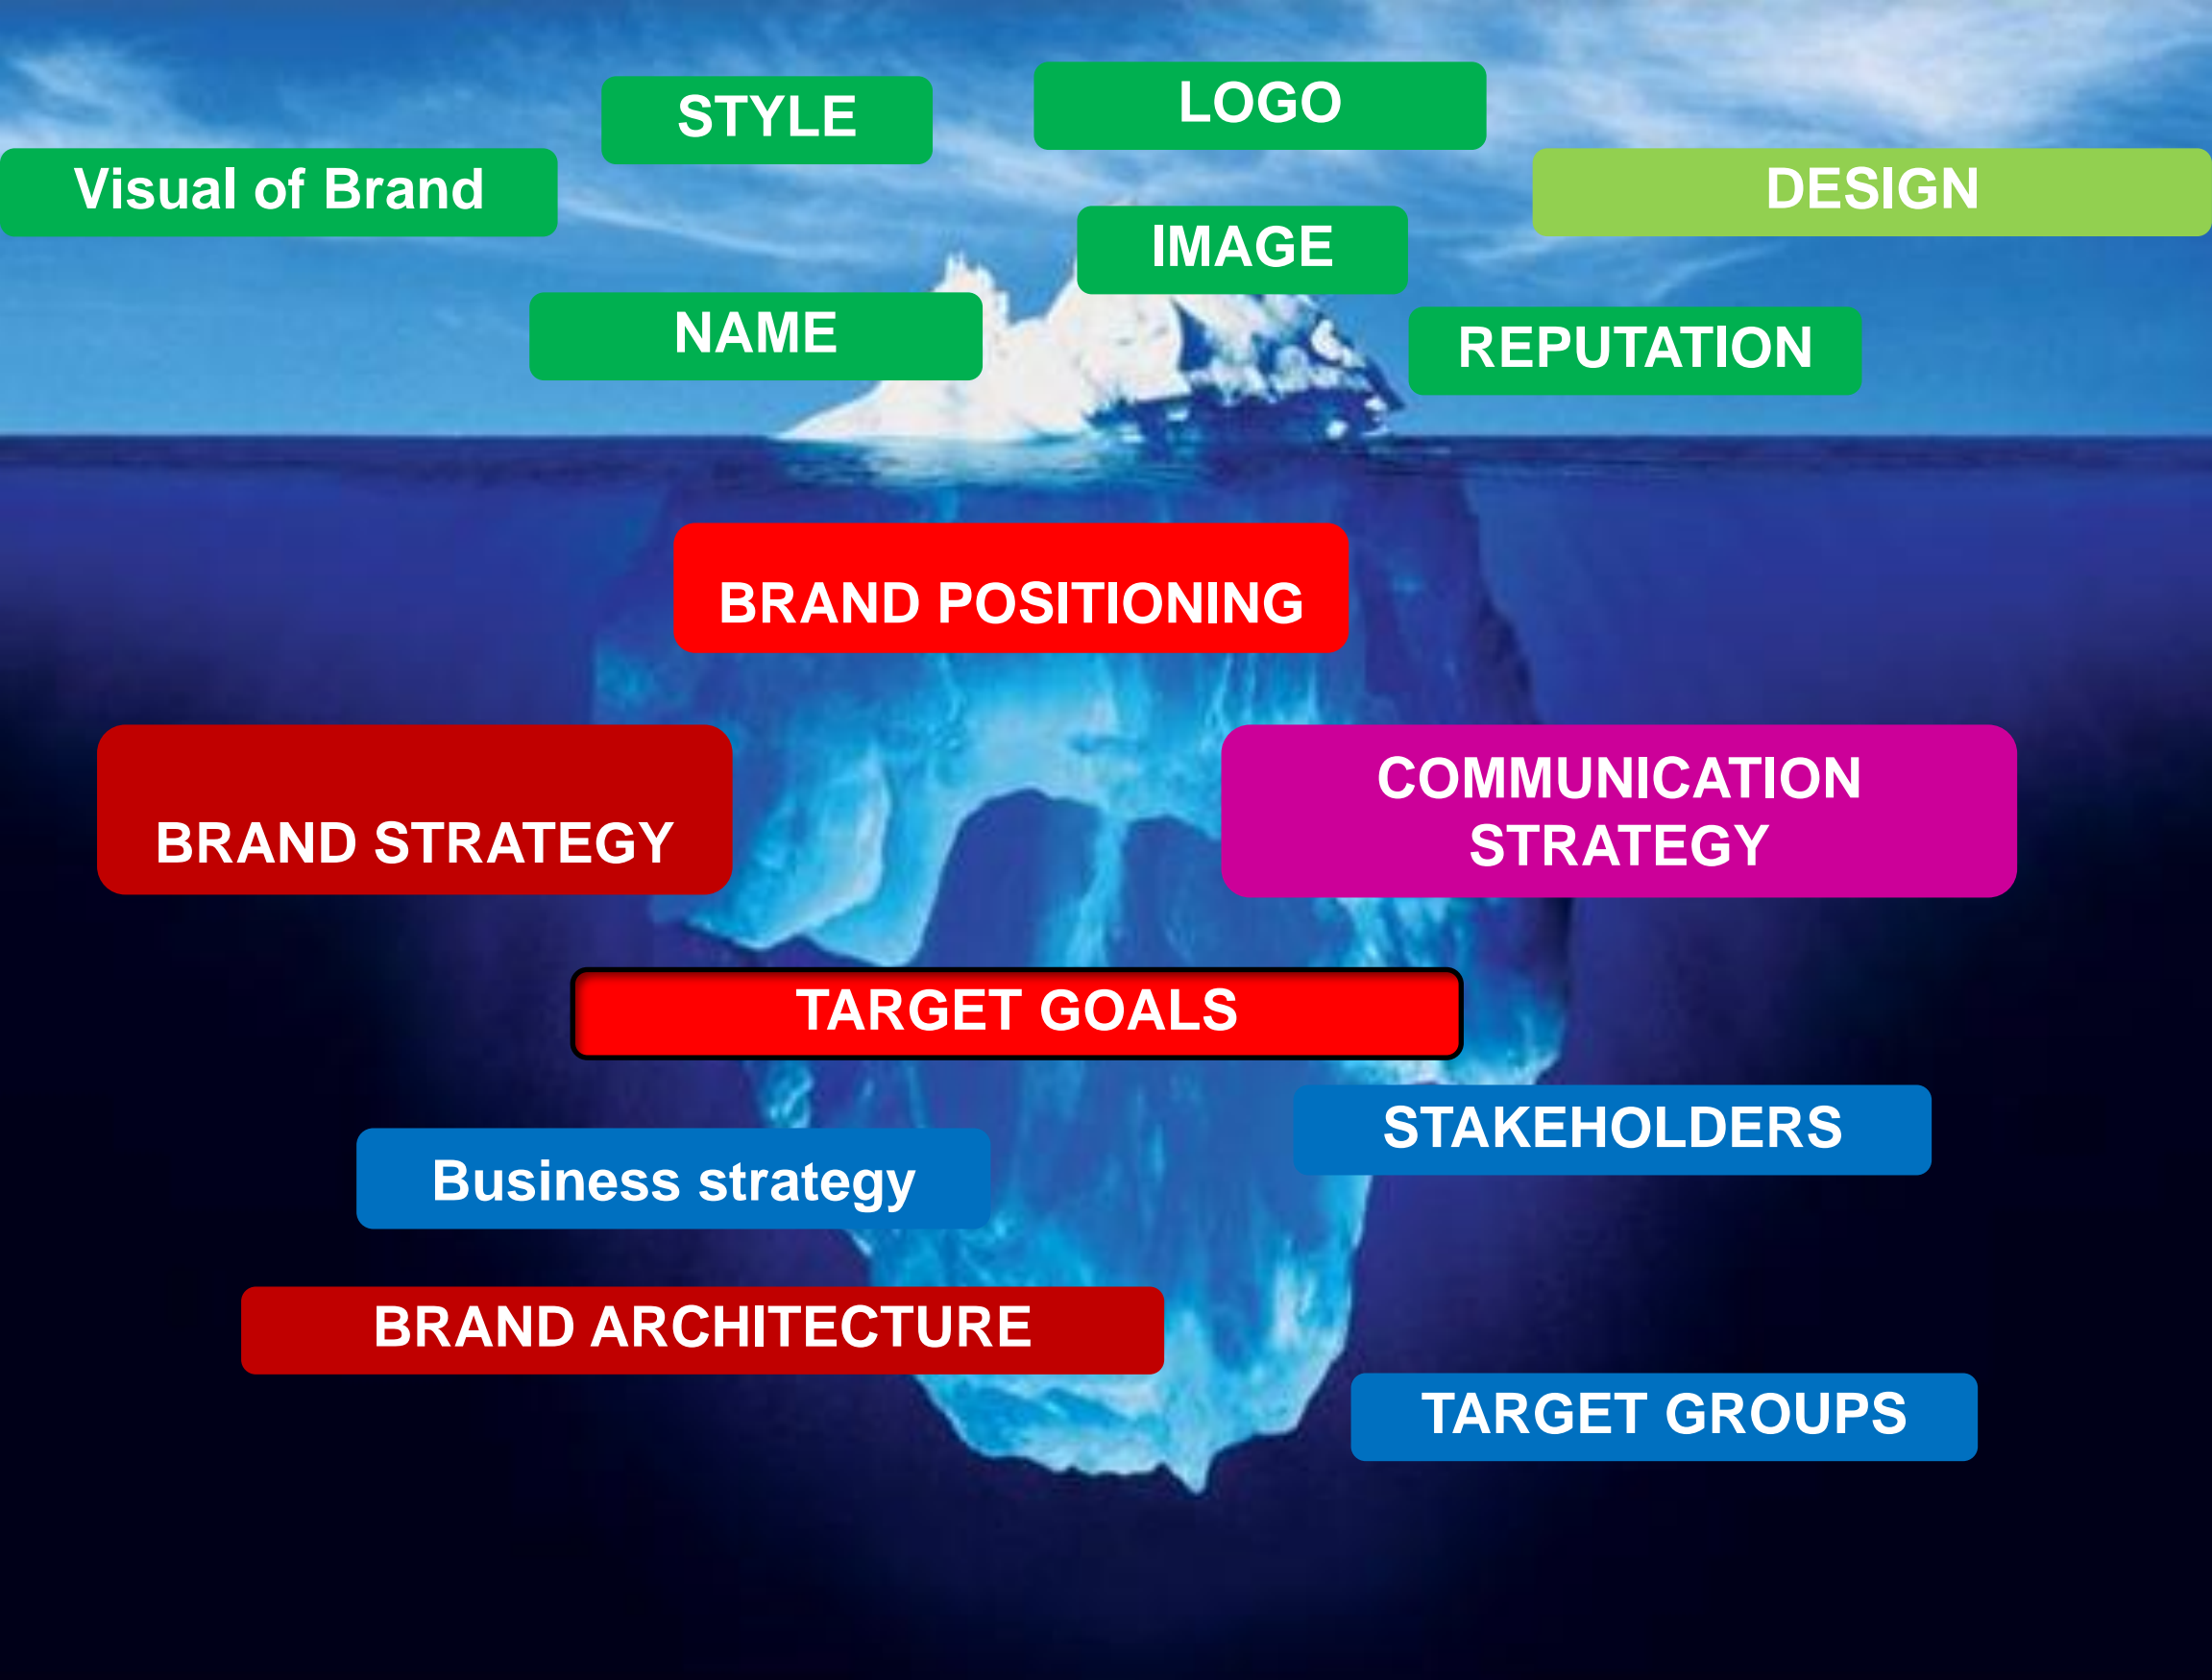 STYLE
LOGO
Visual of Brand
DESIGN
IMAGE
NAME
REPUTATION
BRAND POSITIONING
BRAND STRATEGY
COMMUNICATION
STRATEGY
TARGET GOALS
STAKEHOLDERS
Business strategy
BRAND ARCHITECTURE
TARGET GROUPS